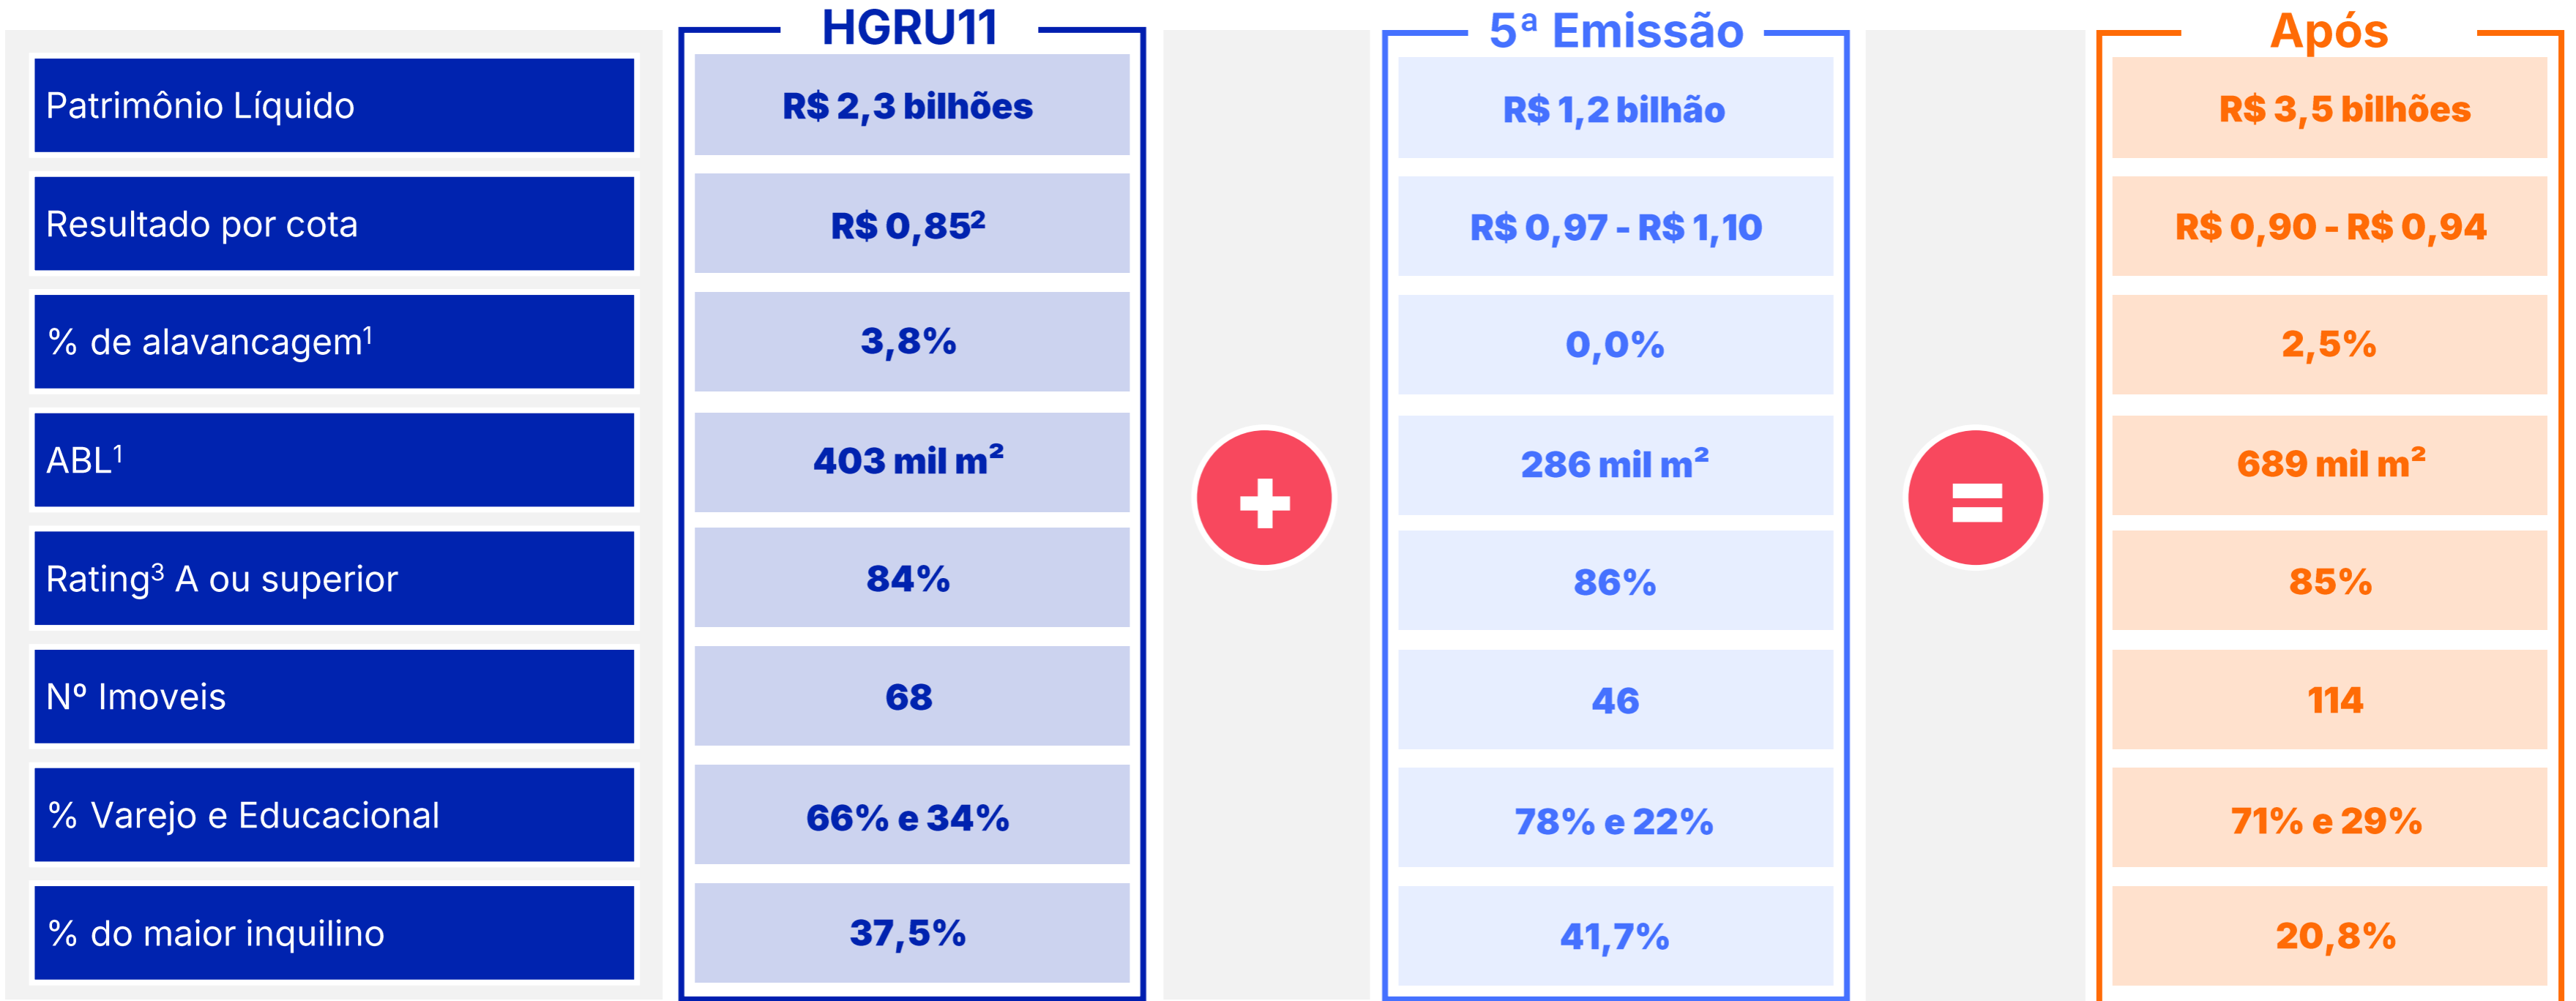 HGRU11 5ª Emissão Após
Patrimônio Líquido R$ 2,3 bilhões R$ 1,2 bilhão R$ 3,5 bilhões
Resultado por cota R$ 0,85² R$ 0,97 - R$ 1,10 R$ 0,90 - R$ 0,94
% de alavancagem¹ 3,8% 0,0% 2,5%
ABL¹ 403 mil m² 286 mil m² 689 mil m²
+ =
Rating³ A ou superior 84% 86% 85%
Nº Imoveis 68 46 114
% Varejo e Educacional 66% e 34% 78% e 22% 71% e 29%
% do maior inquilino 37,5% 41,7% 20,8%